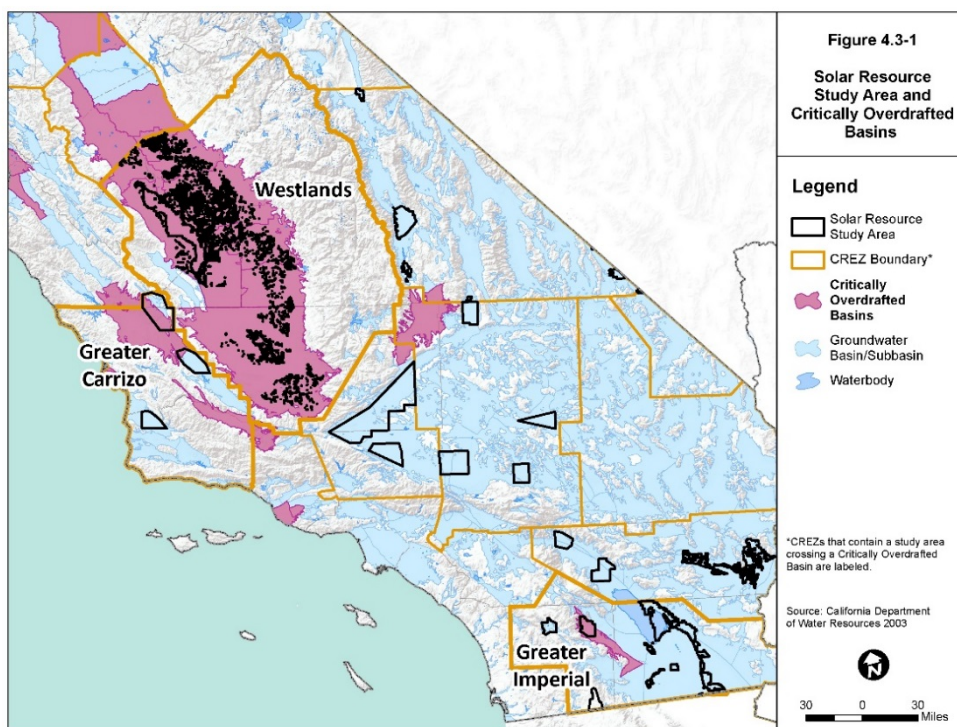 Figure 4.3-1
Solar Resource
Study Area and
Critically Overdrafted
Basins
Legend
Solar Resource
Study Area
CREZ Boundary*
Critically
Overdrafted
Basins
Groundwater
Basin/Subbasin
Waterbody
*CREZs that contain a study area
crossing a Critically Overdrafted
Basin are labeled.
Source: California Department
of Water Resources 2003
N
30 0 30
Miles
Westlands
Greater
Carrizo
Greater
Imperial